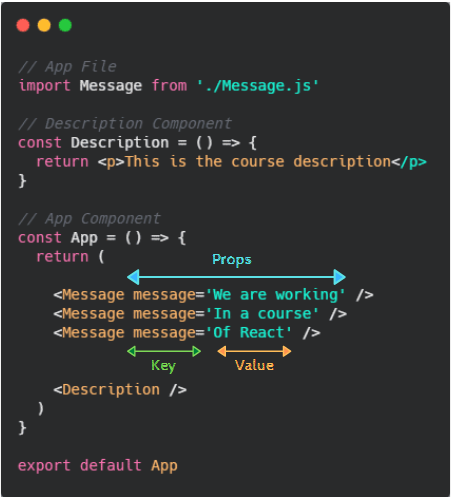 // App File
import Message from './Message.js'
// Description Component
const Description = () => {
return <p>This is the course description</p>
}
// App Component
const App = () => {
return (
Props
<Message message='We are working' />
<Message message='In a course' />
<Message message='Of React' />
Key Value
<Description />
)
}
export default App